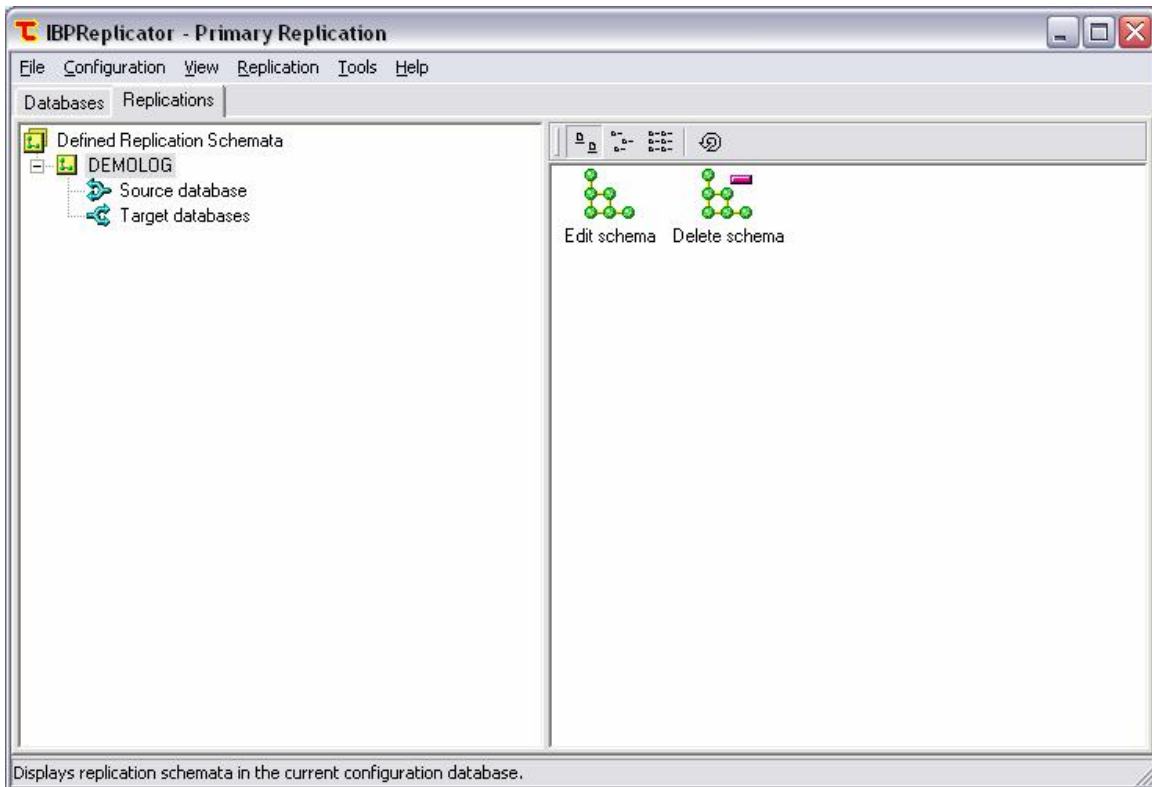 IBPReplicator - Primary Replication
File Configuration View Replication Tools Help
Databases Replications
Defined Replication Schemata
DEMOLOG
Source database
Target databases
Edit schema Delete schema
Displays replication schemata in the current configuration database.